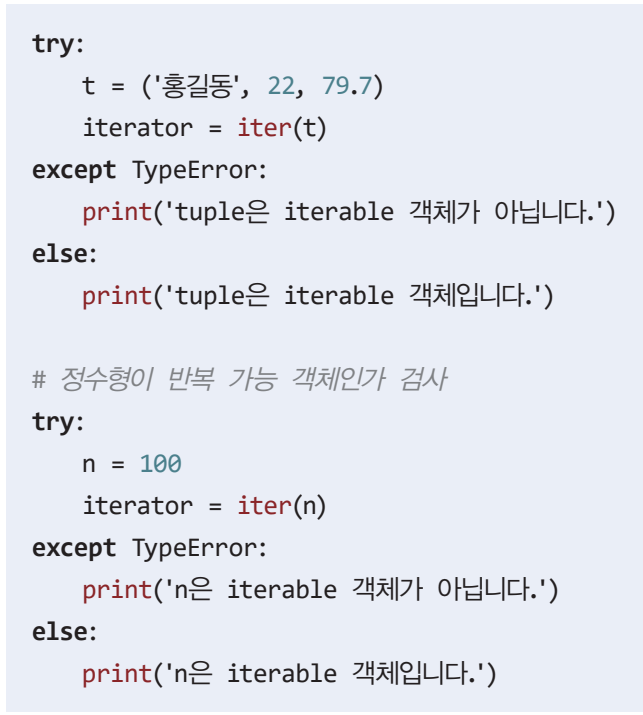 try:
    t = ('홍길동', 22, 79.7)
    iterator = iter(t)
except TypeError:
    print('tuple은 iterable 객체가 아닙니다.')
else:
    print('tuple은 iterable 객체입니다.')

# 정수형이 반복 가능 객체인가 검사
try:
    n = 100
    iterator = iter(n)
except TypeError:
    print('n은 iterable 객체가 아닙니다.')
else:
    print('n은 iterable 객체입니다.')